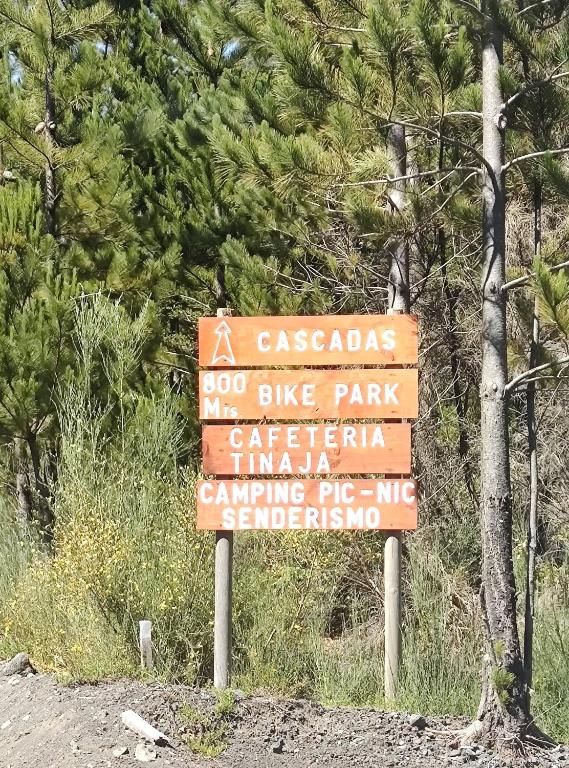 CASCADAS
800 Mts BIKE PARK
CAFETERIA
TINAJA
CAMPING PIC-NIC
SENDERISMO